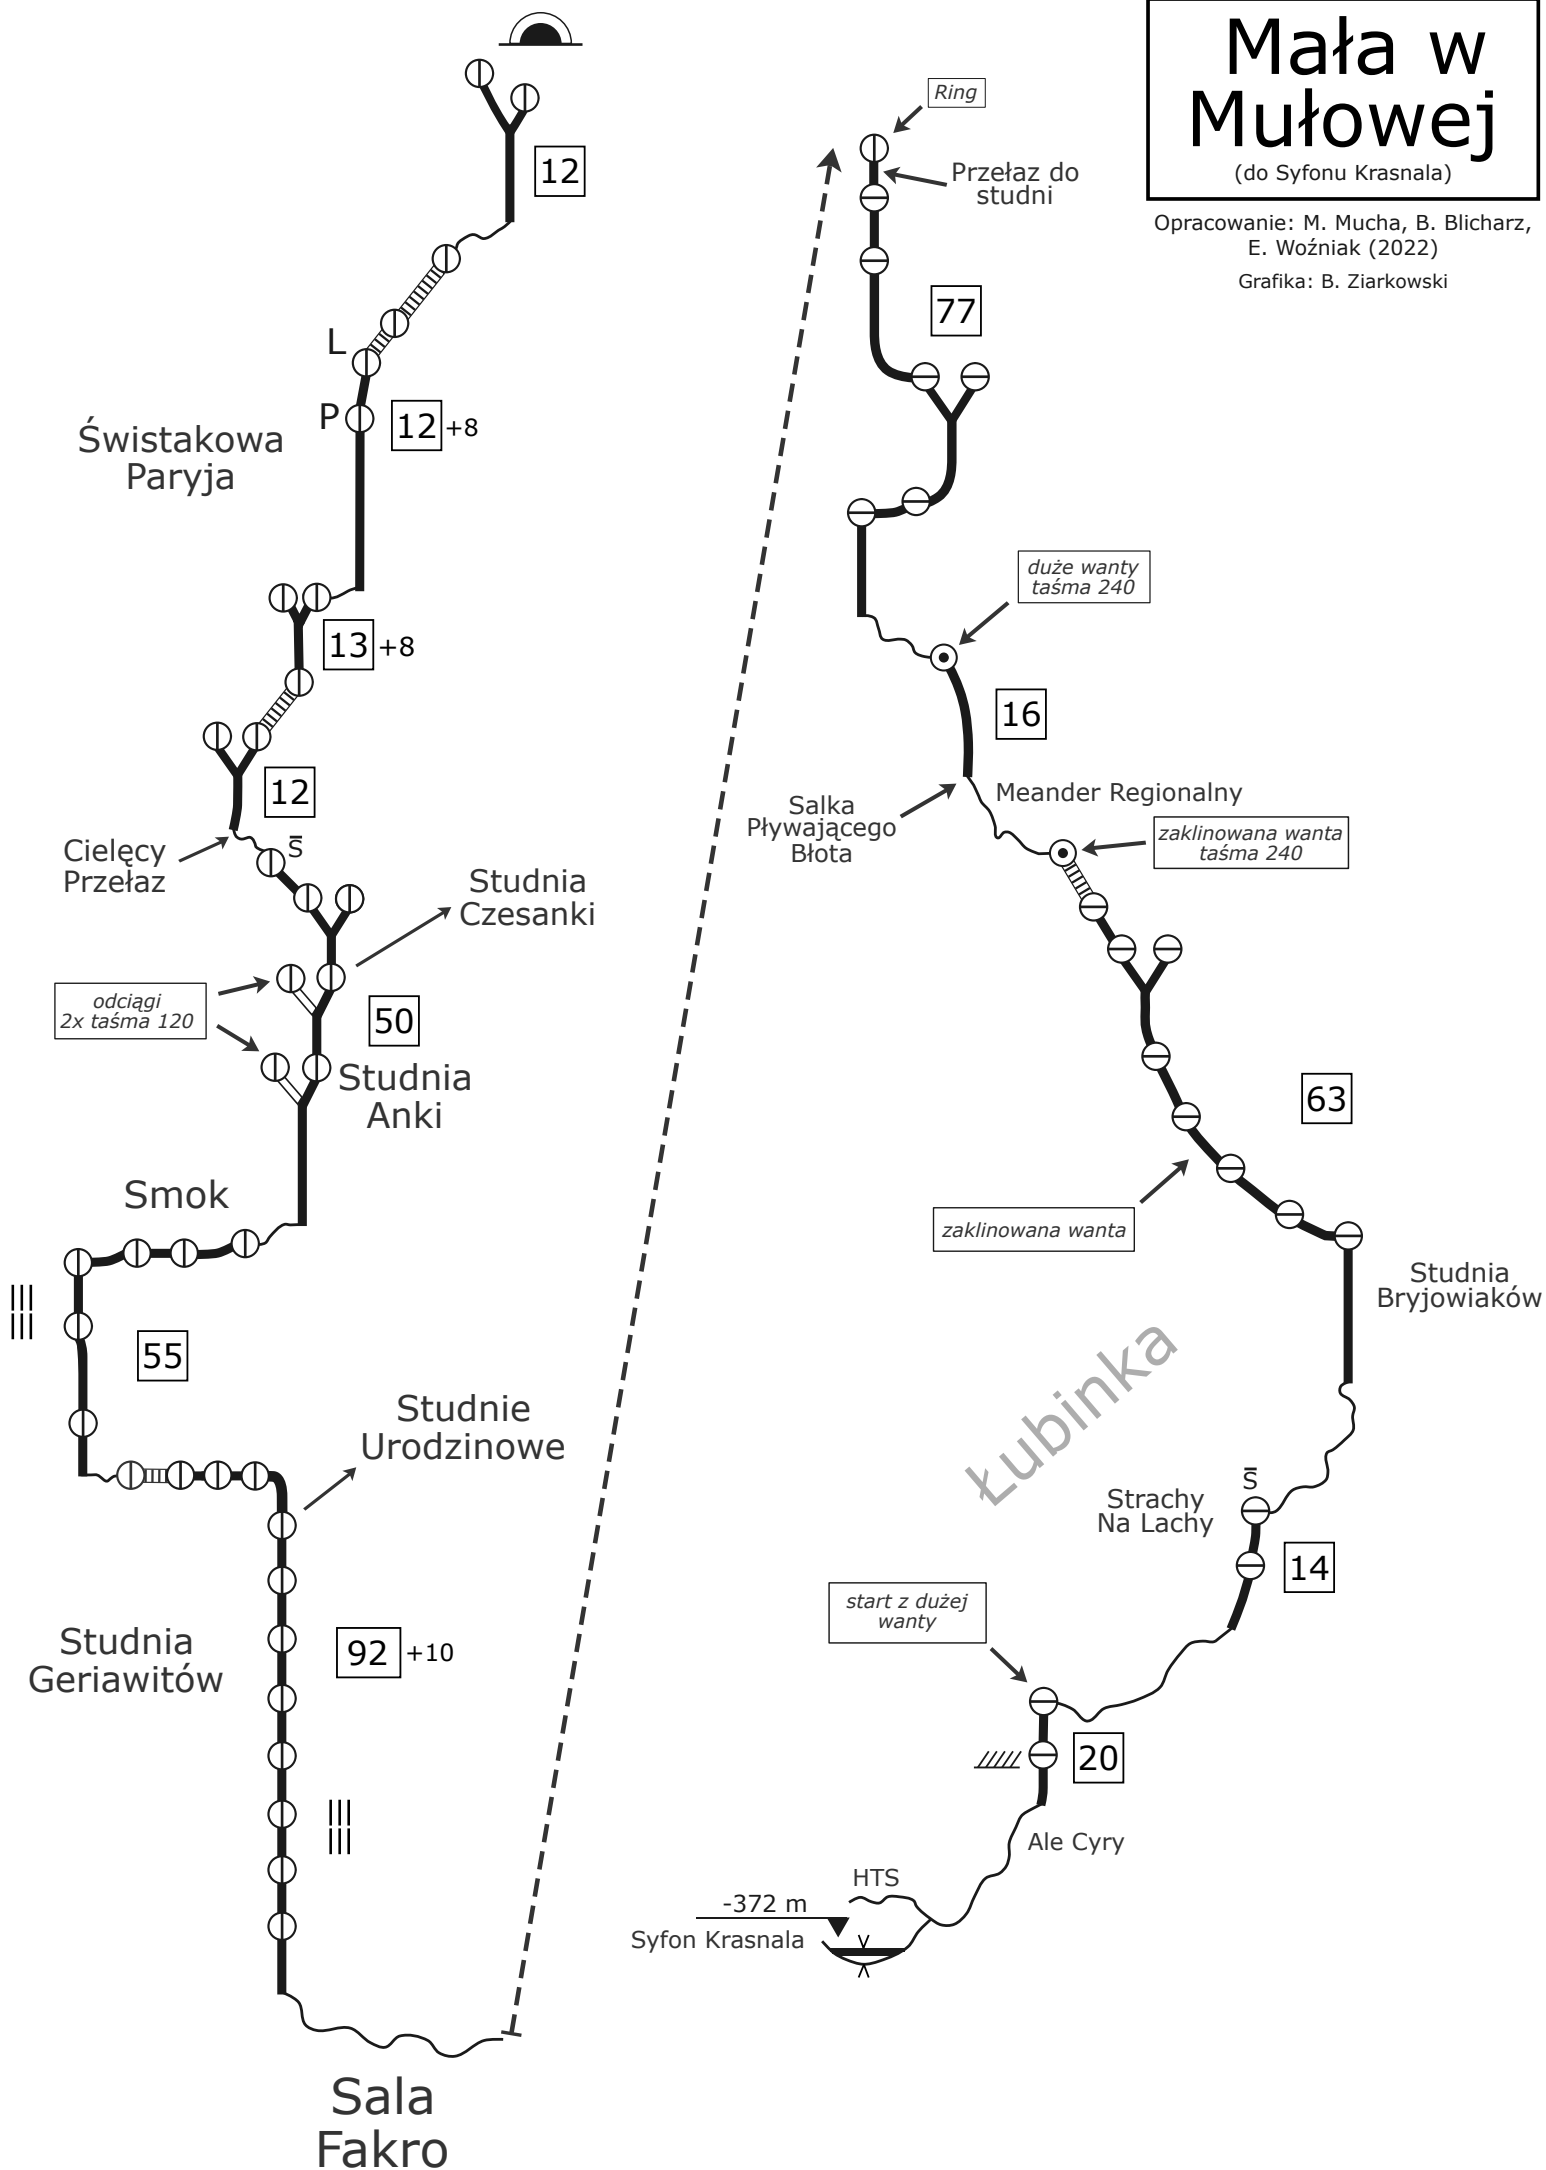 Mała w
Mułowej
(do Syfonu Krasnala)
Opracowanie: M. Mucha, B. Blicharz,
E. Woźniak (2022)
Grafika: B. Ziarkowski
12
L
P
12 +8
Świstakowa
Paryja
13 +8
12
Cielęcy
Przełaz
S̄
Studnia
Czesanki
odciągi
2x taśma 120
50
Studnia
Anki
Smok
55
Studnie
Urodzinowe
Studnia
Geriawitów
92 +10
Sala
Fakro
Ring
Przełaz do
studni
77
duże wanty
taśma 240
16
Salka
Pływającego
Błota
Meander Regionalny
zaklinowana wanta
taśma 240
63
zaklinowana wanta
Studnia
Bryjowiaków
Łubinka
S̄
Strachy
Na Lachy
14
start z dużej
wanty
20
Ale Cyry
HTS
-372 m
Syfon Krasnala